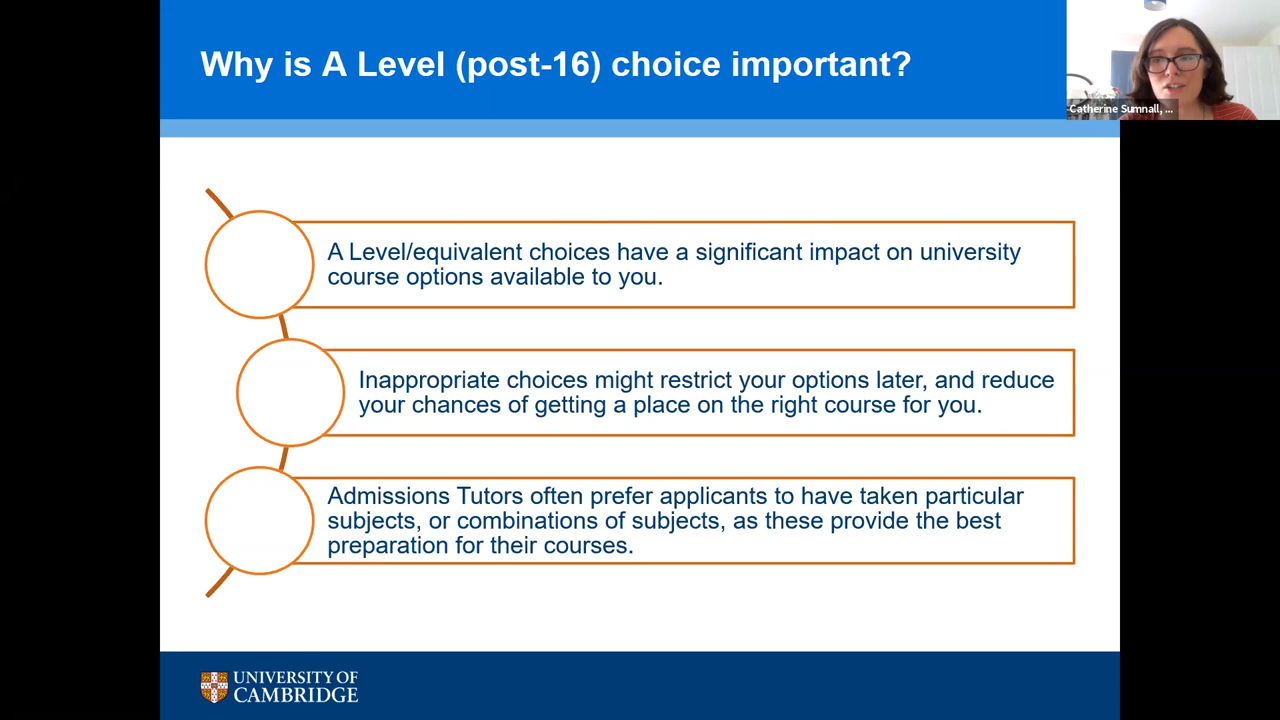 Why is A Level (post-16) choice important?
Catherine Sumnall, ...
A Level/equivalent choices have a significant impact on university
course options available to you.
Inappropriate choices might restrict your options later, and reduce
your chances of getting a place on the right course for you.
Admissions Tutors often prefer applicants to have taken particular
subjects, or combinations of subjects, as these provide the best
preparation for their courses.
UNIVERSITY OF
CAMBRIDGE